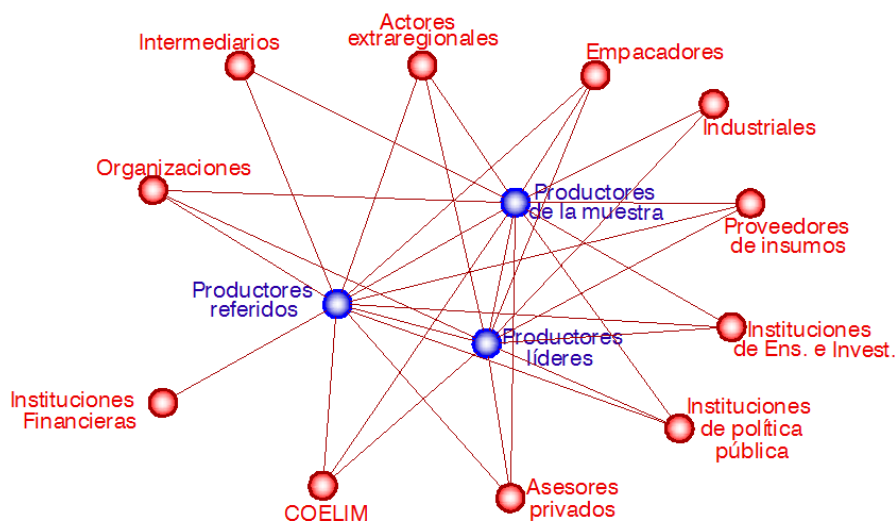 Actores
extraregionales
Intermediarios
Empacadores
Industriales
Organizaciones
Productores
de la muestra
Proveedores
de insumos
Productores
referidos
Productores
líderes
Instituciones
de Ens. e Invest.
Instituciones
Financieras
Instituciones
de política
pública
COELIM
Asesores
privados